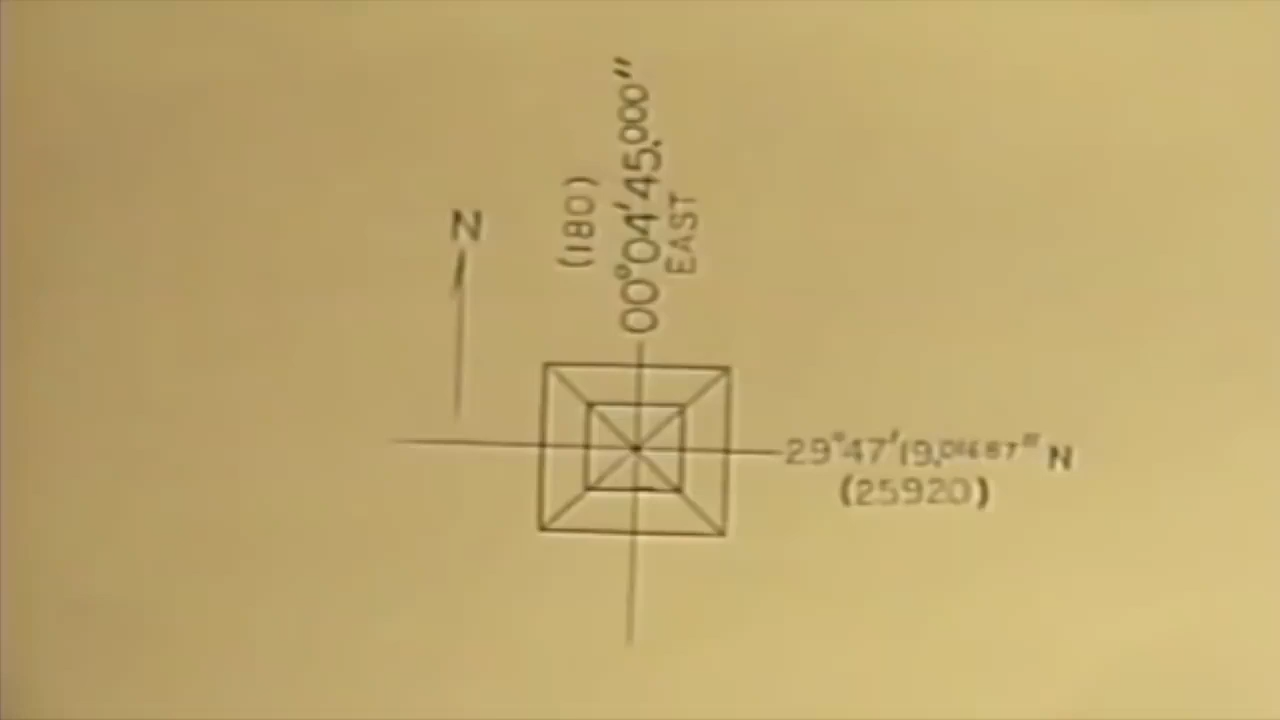 N
(180)
00°04'45.000"
EAST
29°47'19.01687" N
(25920)